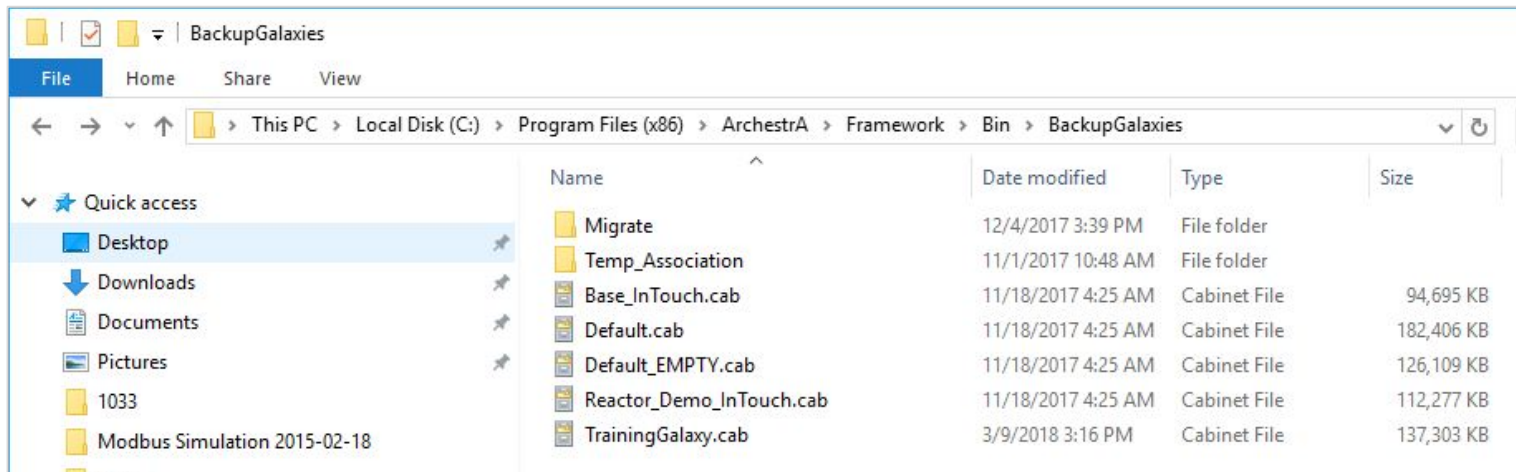 BackupGalaxies
File Home Share View
This PC > Local Disk (C:) > Program Files (x86) > ArchestrA > Framework > Bin > BackupGalaxies
Name Date modified Type Size
Quick access
Desktop
Downloads
Documents
Pictures
1033
Modbus Simulation 2015-02-18
Migrate 12/4/2017 3:39 PM File folder
Temp_Association 11/1/2017 10:48 AM File folder
Base_InTouch.cab 11/18/2017 4:25 AM Cabinet File 94,695 KB
Default.cab 11/18/2017 4:25 AM Cabinet File 182,406 KB
Default_EMPTY.cab 11/18/2017 4:25 AM Cabinet File 126,109 KB
Reactor_Demo_InTouch.cab 11/18/2017 4:25 AM Cabinet File 112,277 KB
TrainingGalaxy.cab 3/9/2018 3:16 PM Cabinet File 137,303 KB